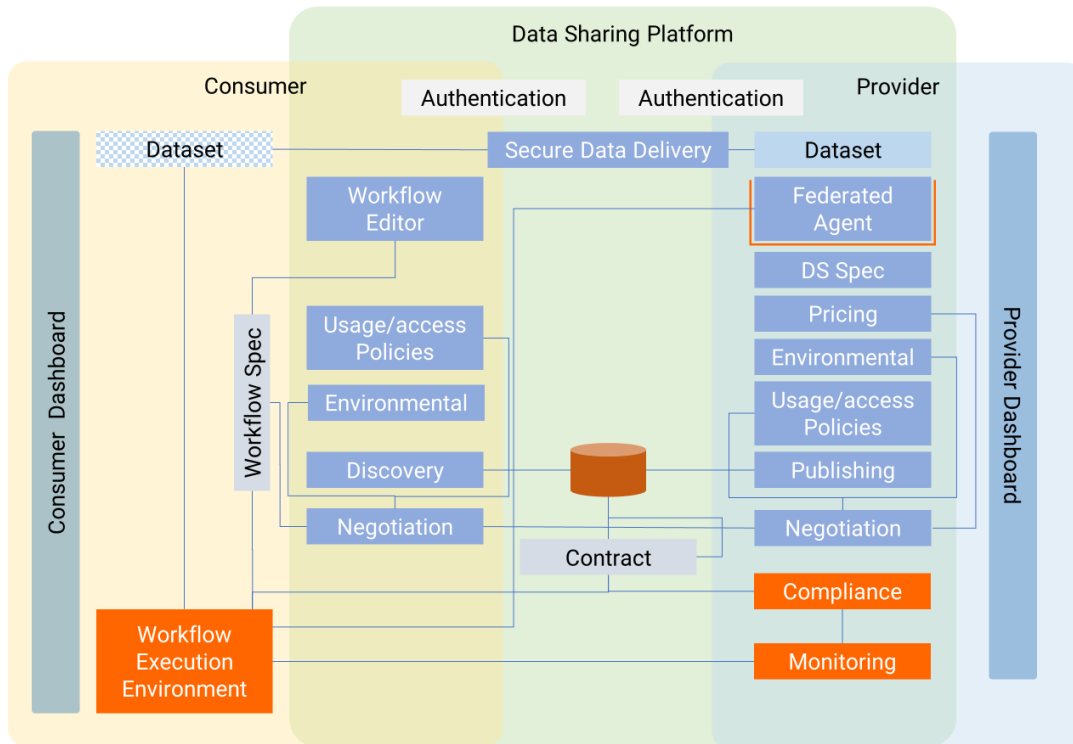 Data Sharing Platform
Consumer
Provider
Authentication
Authentication
Dataset
Secure Data Delivery
Dataset
Workflow
Editor
Federated
Agent
DS Spec
Usage/access
Policies
Pricing
Environmental
Environmental
Usage/access
Policies
Discovery
Publishing
Negotiation
Negotiation
Contract
Compliance
Monitoring
Workflow
Execution
Environment
Workflow Spec
Consumer Dashboard
Provider Dashboard